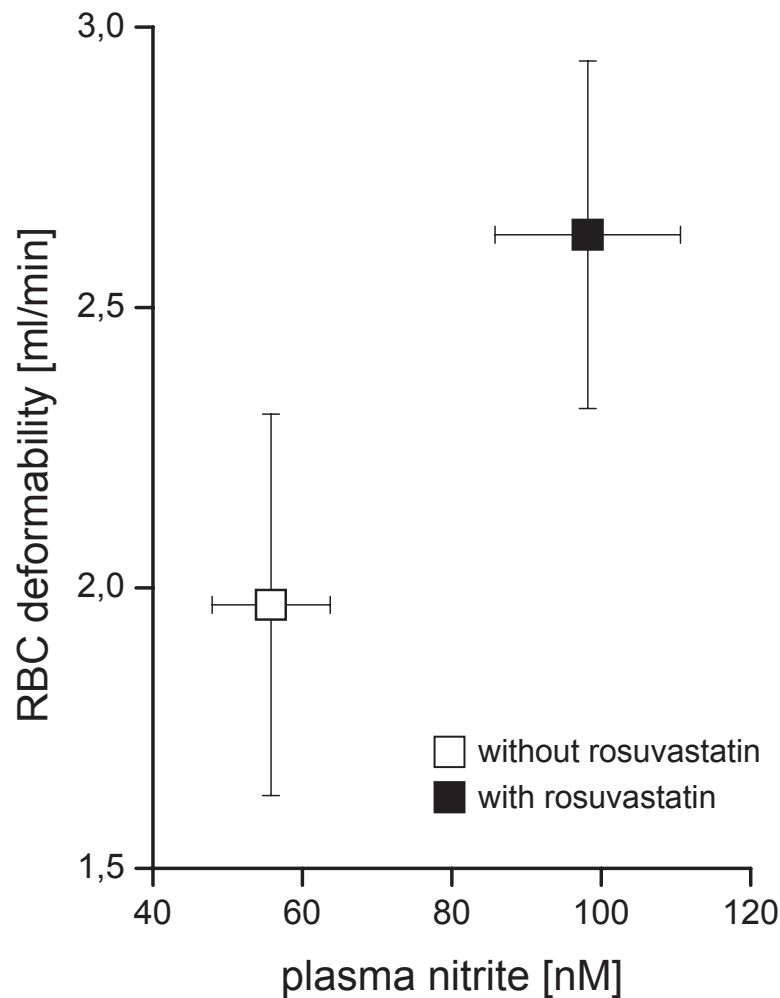 3,0
2,5
2,0
1,5
RBC deformability [ml/min]
without rosuvastatin
with rosuvastatin
40 60 80 100 120
plasma nitrite [nM]